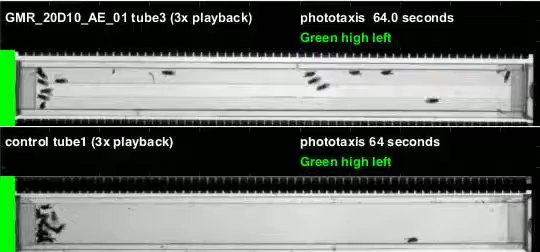 GMR_20D10_AE_01 tube3 (3x playback) phototaxis 64.0 seconds
Green high left
control tube1 (3x playback) phototaxis 64 seconds
Green high left